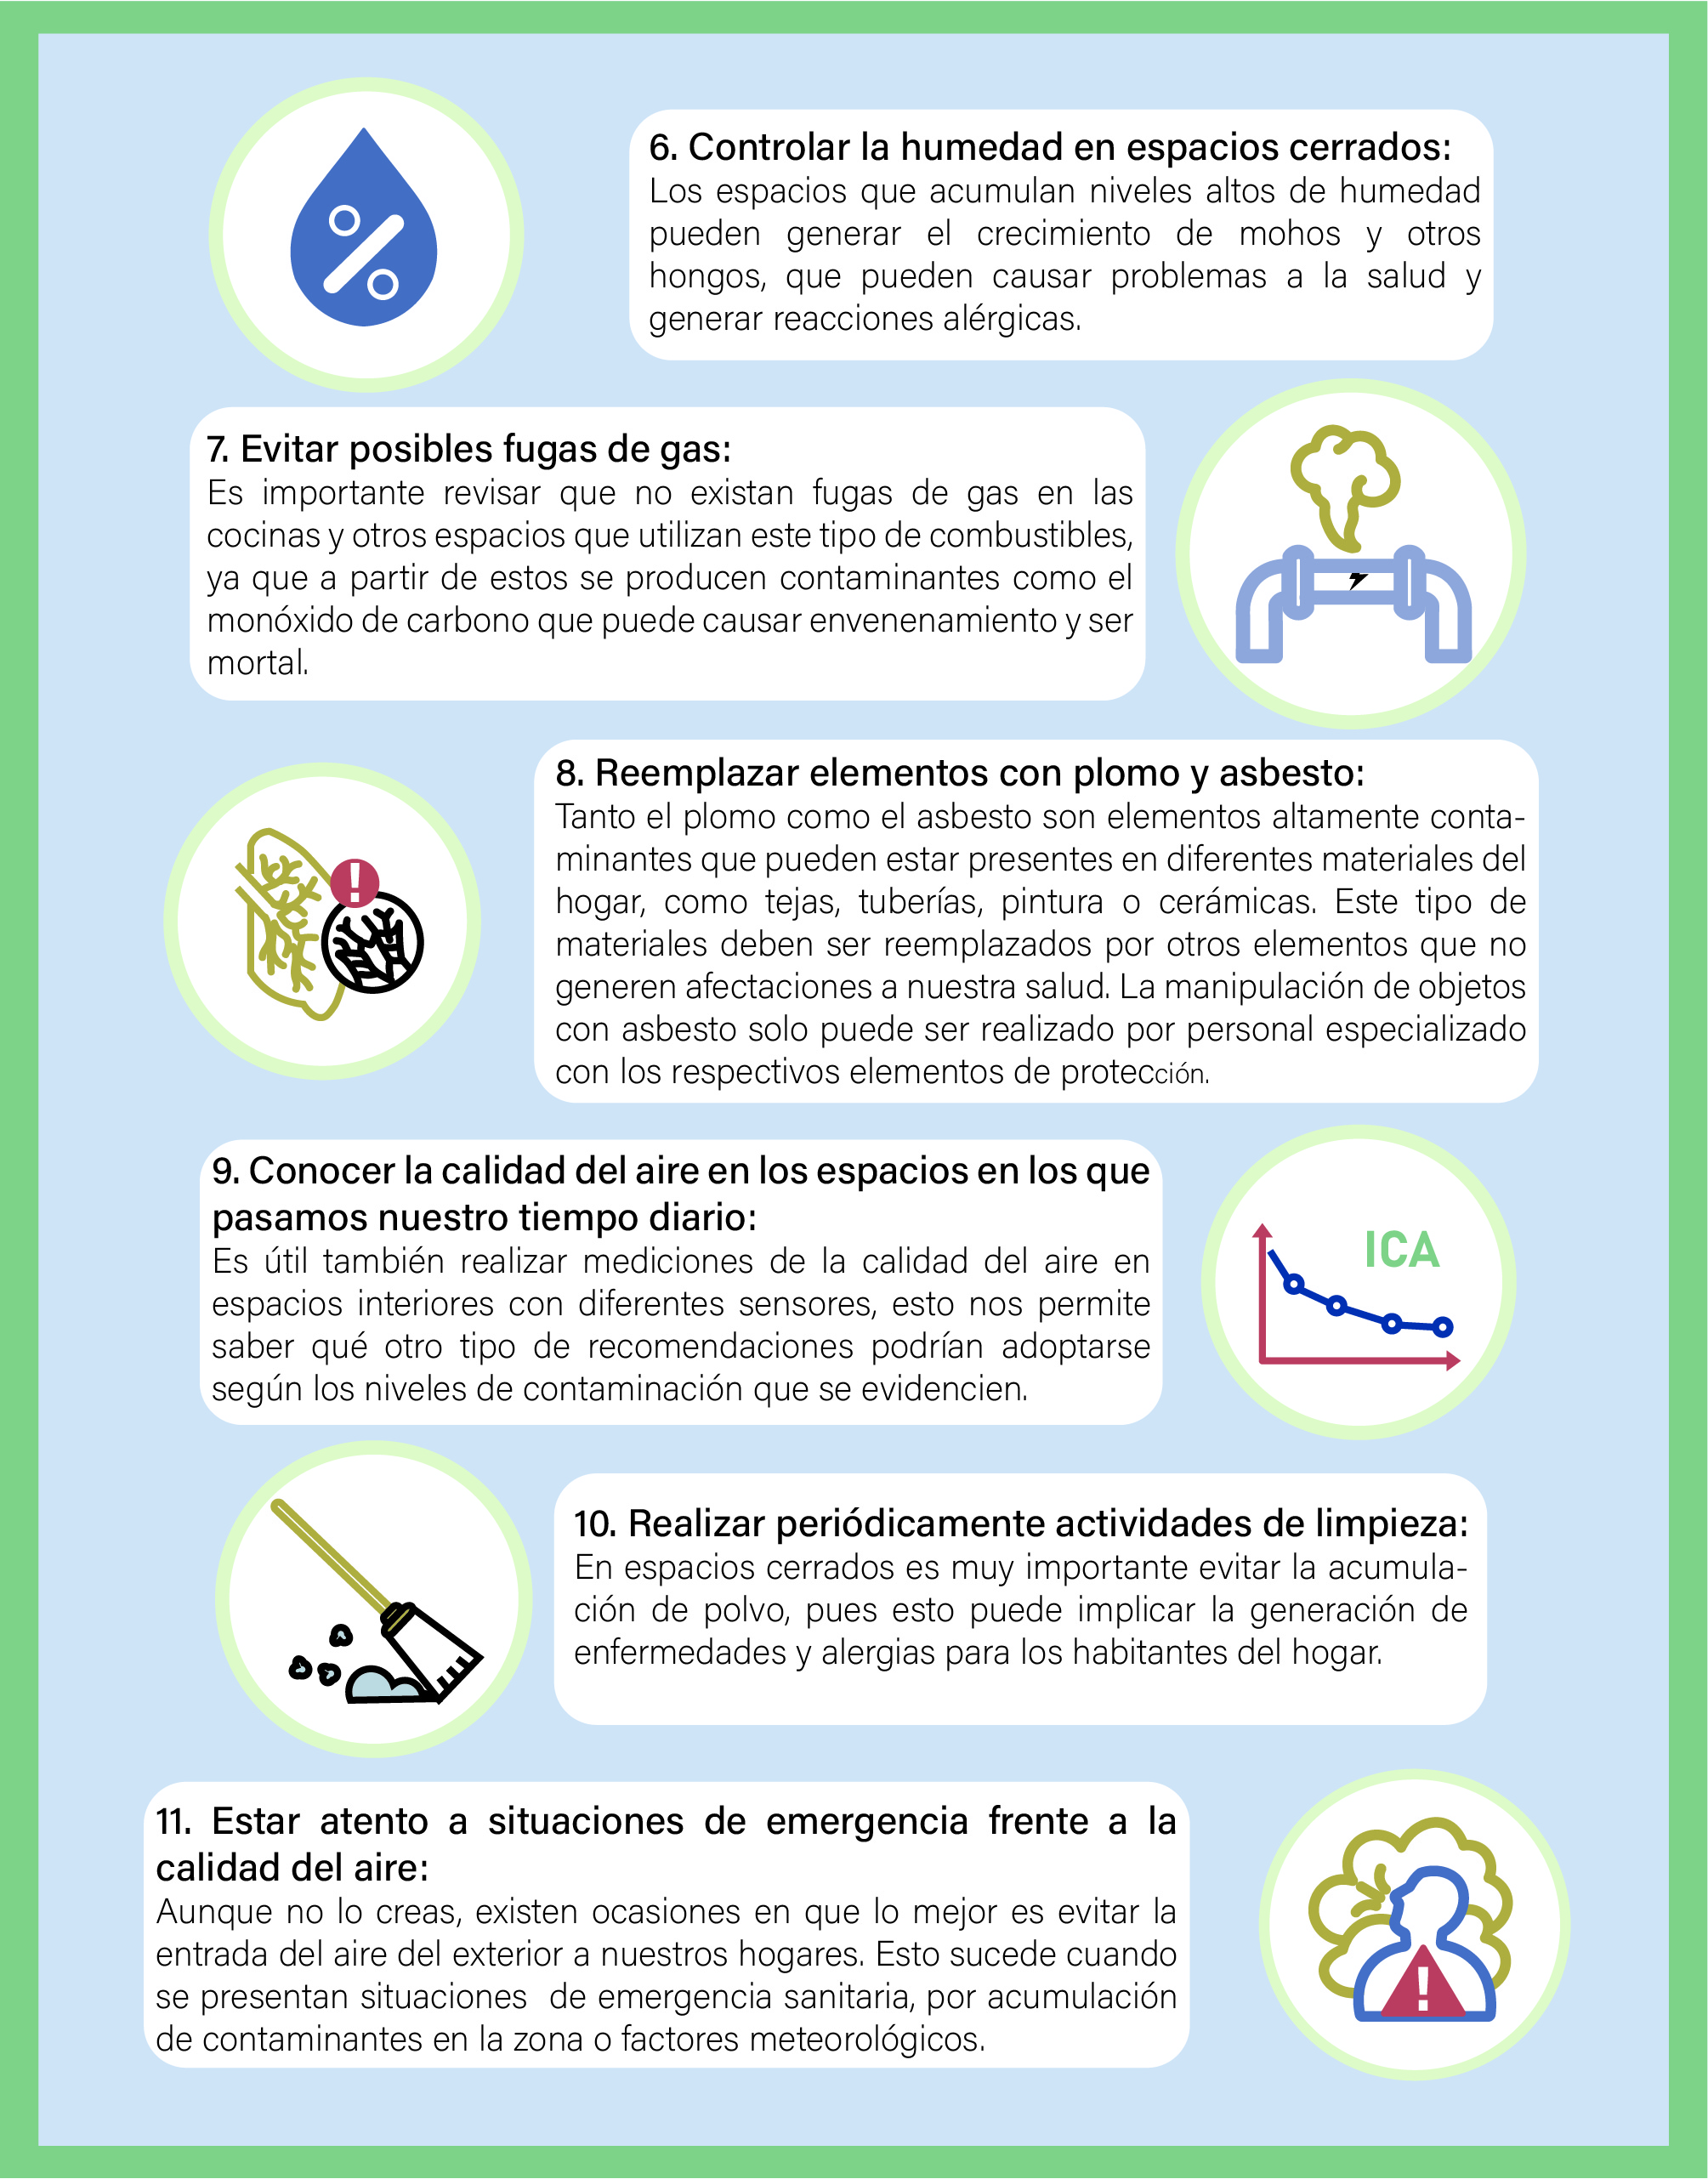 6. Controlar la humedad en espacios cerrados:
Los espacios que acumulan niveles altos de humedad
pueden generar el crecimiento de mohos y otros
hongos, que pueden causar problemas a la salud y
generar reacciones alérgicas.
7. Evitar posibles fugas de gas:
Es importante revisar que no existan fugas de gas en las
cocinas y otros espacios que utilizan este tipo de combustibles,
ya que a partir de estos se producen contaminantes como el
monóxido de carbono que puede causar envenenamiento y ser
mortal.
8. Reemplazar elementos con plomo y asbesto:
Tanto el plomo como el asbesto son elementos altamente conta-
minantes que pueden estar presentes en diferentes materiales del
hogar, como tejas, tuberías, pintura o cerámicas. Este tipo de
materiales deben ser reemplazados por otros elementos que no
generen afectaciones a nuestra salud. La manipulación de objetos
con asbesto solo puede ser realizado por personal especializado
con los respectivos elementos de protección.
9. Conocer la calidad del aire en los espacios en los que
pasamos nuestro tiempo diario:
Es útil también realizar mediciones de la calidad del aire en
espacios interiores con diferentes sensores, esto nos permite
saber qué otro tipo de recomendaciones podrían adoptarse
según los niveles de contaminación que se evidencien.
ICA
10. Realizar periódicamente actividades de limpieza:
En espacios cerrados es muy importante evitar la acumula-
ción de polvo, pues esto puede implicar la generación de
enfermedades y alergias para los habitantes del hogar.
11. Estar atento a situaciones de emergencia frente a la
calidad del aire:
Aunque no lo creas, existen ocasiones en que lo mejor es evitar la
entrada del aire del exterior a nuestros hogares. Esto sucede cuando
se presentan situaciones de emergencia sanitaria, por acumulación
de contaminantes en la zona o factores meteorológicos.